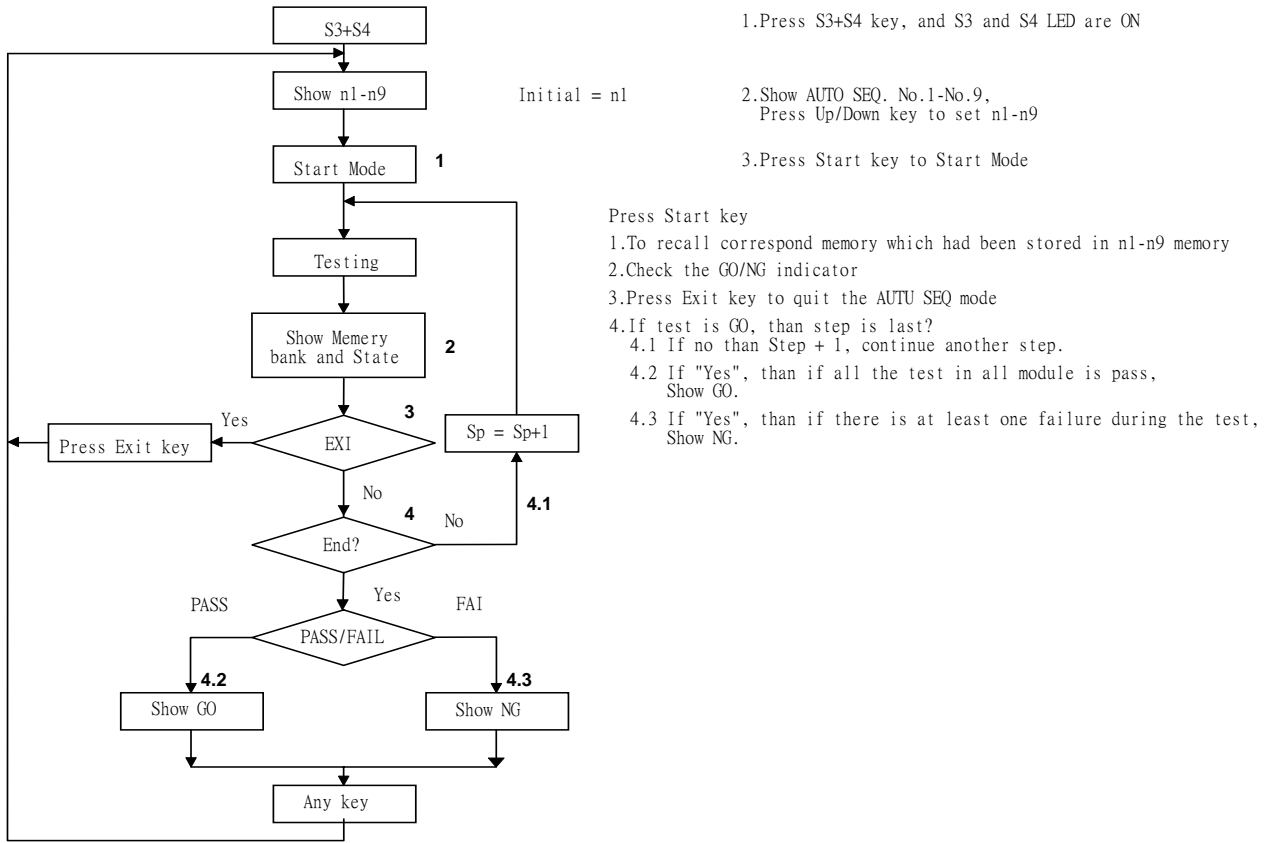 S3+S4
Show n1-n9
Start Mode
1
Testing
Show Memery
bank and State
2
3
Yes
Press Exit key
EXI
Sp = Sp+1
No
4
4.1
No
End?
Yes
PASS
FAI
PASS/FAIL
4.2
4.3
Show GO
Show NG
Any key
1.Press S3+S4 key, and S3 and S4 LED are ON
Initial = n1
2.Show AUTO SEQ. No.1-No.9,
Press Up/Down key to set n1-n9
3.Press Start key to Start Mode
Press Start key
1.To recall correspond memory which had been stored in n1-n9 memory
2.Check the GO/NG indicator
3.Press Exit key to quit the AUTU SEQ mode
4.If test is GO, than step is last?
4.1 If no than Step + 1, continue another step.
4.2 If "Yes", than if all the test in all module is pass,
Show GO.
4.3 If "Yes", than if there is at least one failure during the test,
Show NG.